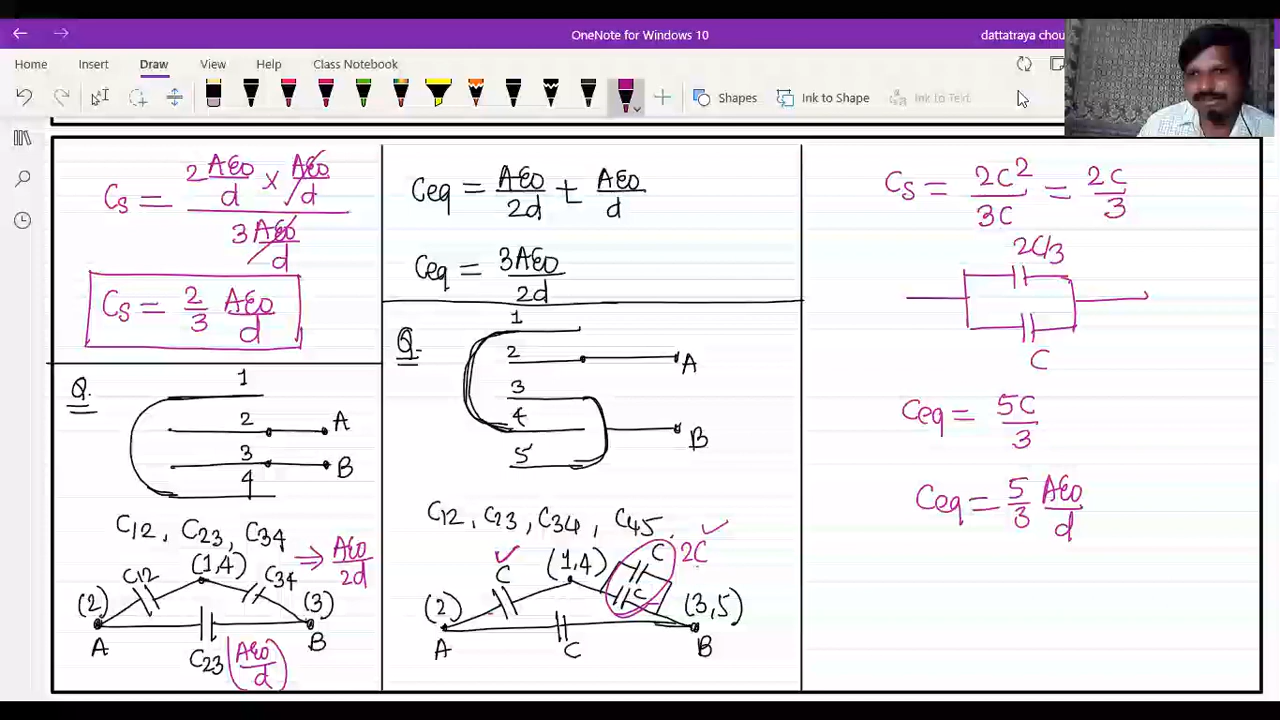 OneNote for Windows 10
dattatraya chou
Home Insert Draw View Help Class Notebook
Shapes Ink to Shape Ink to Text
Cs = 2 Aε0/d × Aε0/d / 3 Aε0/d
Cs = 2/3 Aε0/d
Q.
1
2 A
3 B
4
C12, C23, C34
⇒ Aε0/2d
(1,4)
C12 C34
(2) (3)
A B
C23 (Aε0/d)
Ceq = Aε0/2d + Aε0/d
Ceq = 3Aε0/2d
Q.
1
2 A
3
4 B
5
C12, C23, C34, C45,
✓ ✓
C (1,4) C 2C
C
(2) (3,5)
A C B
Cs = 2C²/3C = 2C/3
2C/3
C
Ceq = 5C/3
Ceq = 5/3 Aε0/d